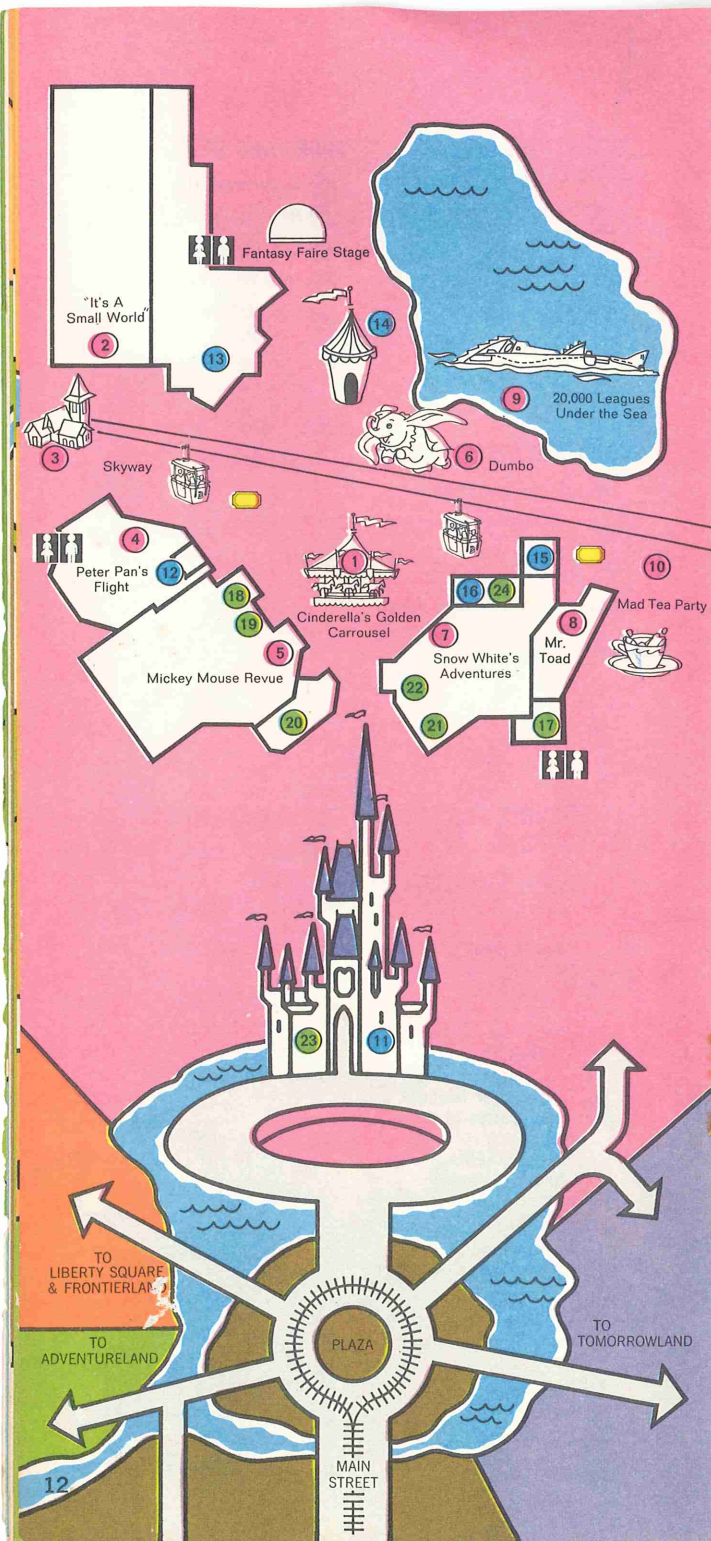 Fantasy Faire Stage
"It's A
Small World"
2
13
14
9
20,000 Leagues
Under the Sea
3
Skyway
6
Dumbo
4
Peter Pan's
Flight
12
1
Cinderella's Golden
Carrousel
15
16
24
10
Mad Tea Party
18
19
5
Mickey Mouse Revue
20
7
Snow White's
Adventures
8
Mr.
Toad
22
21
17
23
11
TO
LIBERTY SQUARE
& FRONTIERLAND
TO
ADVENTURELAND
PLAZA
TO
TOMORROWLAND
MAIN
STREET
12